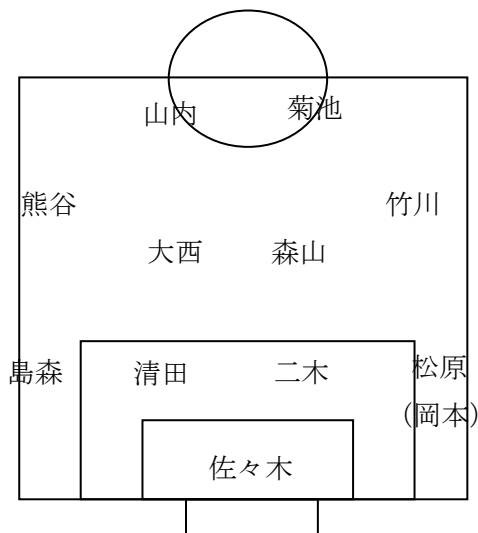 山内 菊池
熊谷 竹川
大西 森山
島森 清田 二木 松原
(岡本)
佐々木